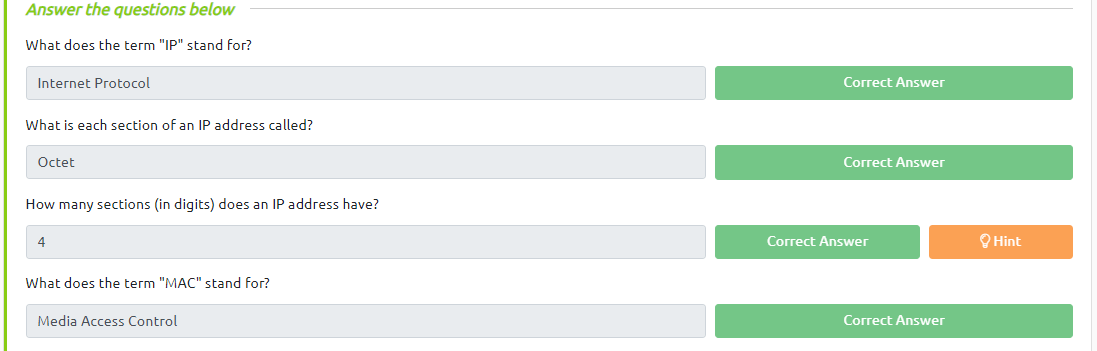 Answer the questions below
What does the term "IP" stand for?
Internet Protocol
Correct Answer
What is each section of an IP address called?
Octet
Correct Answer
How many sections (in digits) does an IP address have?
4
Correct Answer
Hint
What does the term "MAC" stand for?
Media Access Control
Correct Answer